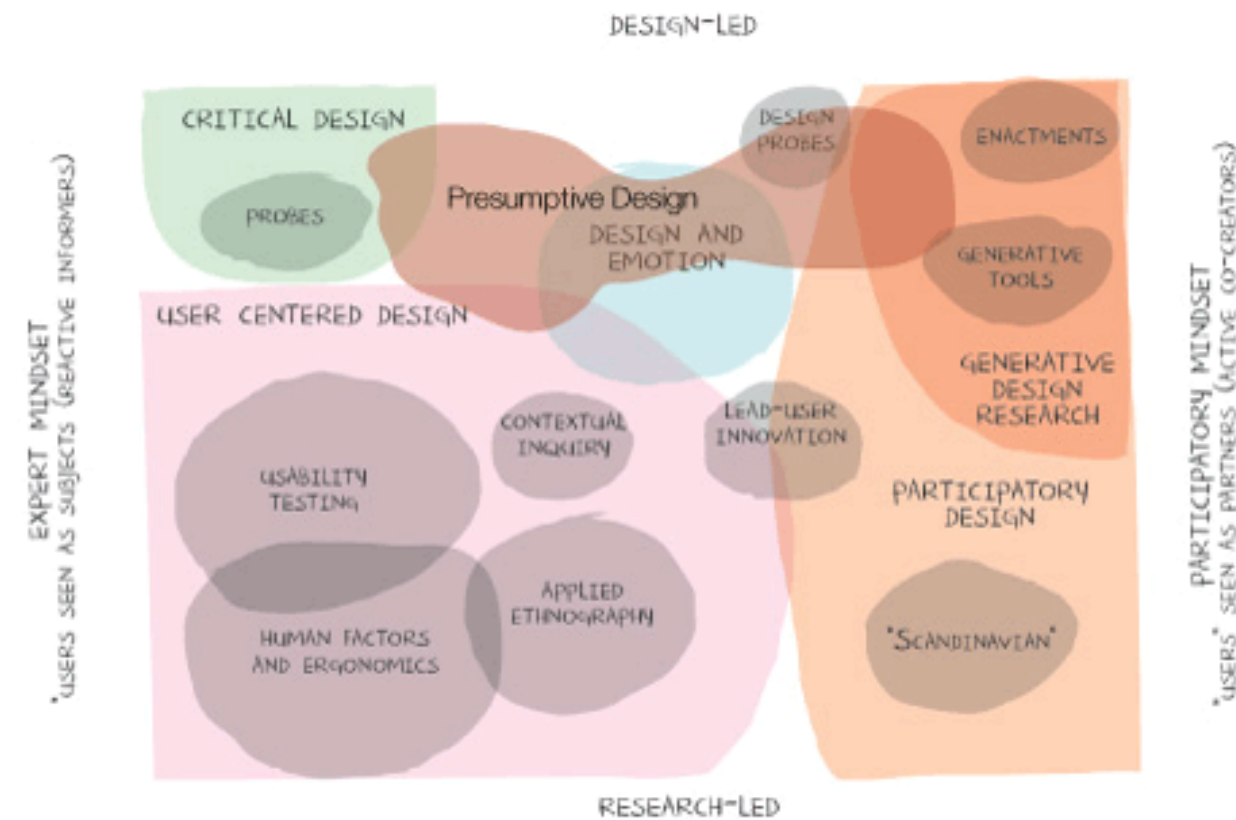 DESIGN-LED
CRITICAL DESIGN
PROBES
Presumptive Design
DESIGN AND
EMOTION
DESIGN
PROBES
ENACTMENTS
GENERATIVE
TOOLS
GENERATIVE
DESIGN
RESEARCH
USER CENTERED DESIGN
USABILITY
TESTING
CONTEXTUAL
INQUIRY
LEAD-USER
INNOVATION
PARTICIPATORY
DESIGN
HUMAN FACTORS
AND ERGONOMICS
APPLIED
ETHNOGRAPHY
"SCANDINAVIAN"
EXPERT MINDSET
"USERS SEEN AS SUBJECTS (REACTIVE INFORMERS)
PARTICIPATORY MINDSET
"USERS" SEEN AS PARTNERS (ACTIVE CO-CREATORS)
RESEARCH-LED